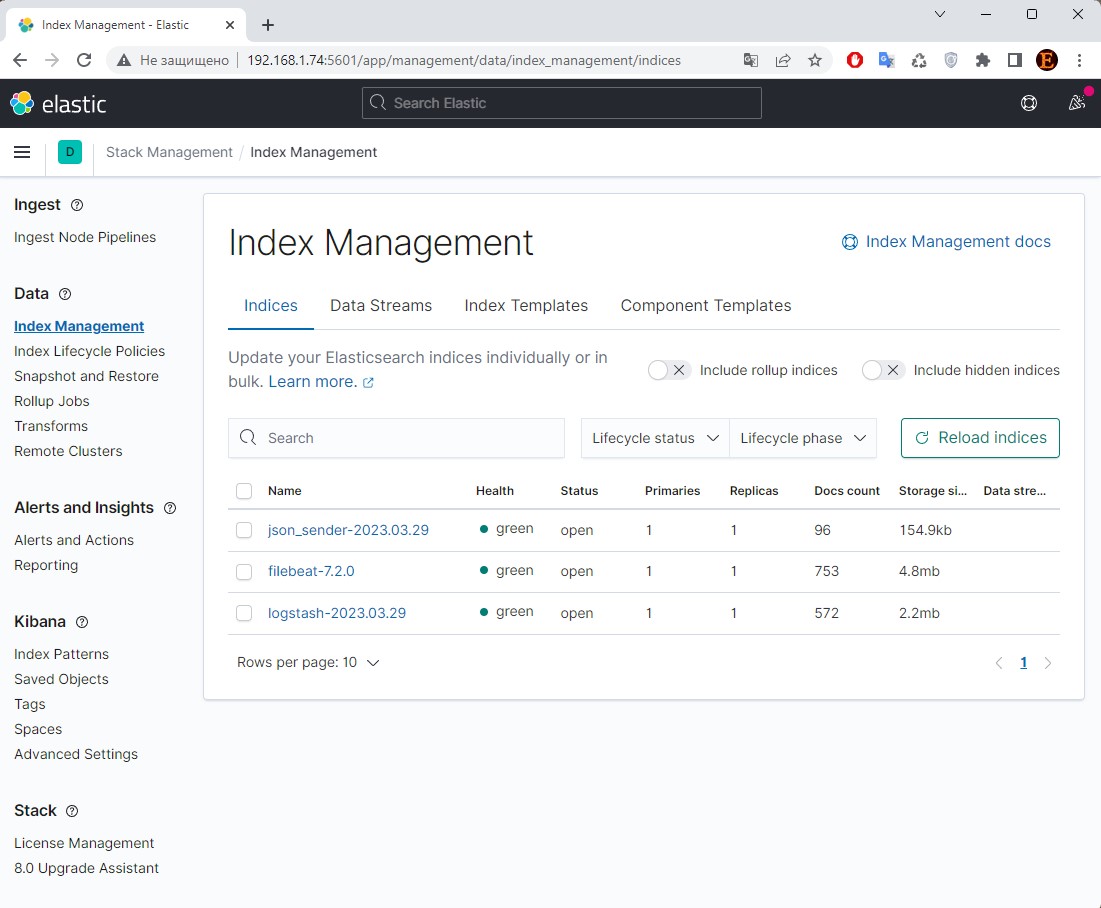 Index Management - Elastic
Не защищено 192.168.1.74:5601/app/management/data/index_management/indices
elastic
Search Elastic
D
Stack Management / Index Management
Ingest
Ingest Node Pipelines
Data
Index Management
Index Lifecycle Policies
Snapshot and Restore
Rollup Jobs
Transforms
Remote Clusters
Alerts and Insights
Alerts and Actions
Reporting
Kibana
Index Patterns
Saved Objects
Tags
Spaces
Advanced Settings
Stack
License Management
8.0 Upgrade Assistant
Index Management
Index Management docs
Indices Data Streams Index Templates Component Templates
Update your Elasticsearch indices individually or in
bulk. Learn more.
Include rollup indices Include hidden indices
Search Lifecycle status Lifecycle phase Reload indices
Name Health Status Primaries Replicas Docs count Storage si... Data stre...
json_sender-2023.03.29 green open 1 1 96 154.9kb
filebeat-7.2.0 green open 1 1 753 4.8mb
logstash-2023.03.29 green open 1 1 572 2.2mb
Rows per page: 10 1